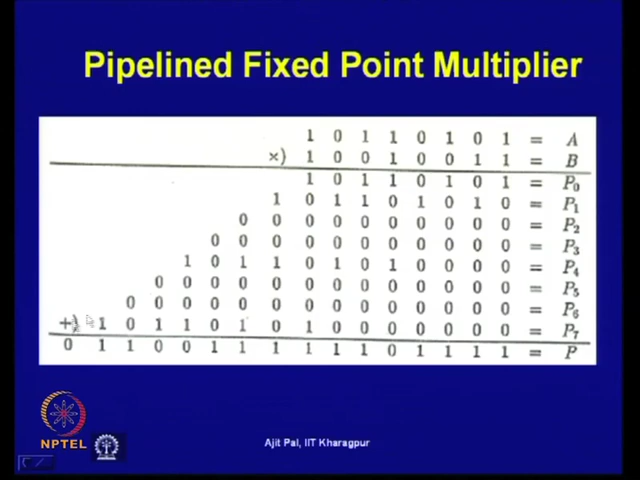 Pipelined Fixed Point Multiplier
1 0 1 1 0 1 0 1 = A
×) 1 0 0 1 0 0 1 1 = B
1 0 1 1 0 1 0 1 = P₀
1 0 1 1 0 1 0 1 0 = P₁
0 0 0 0 0 0 0 0 0 0 = P₂
0 0 0 0 0 0 0 0 0 0 0 = P₃
1 0 1 1 0 1 0 1 0 0 0 0 = P₄
0 0 0 0 0 0 0 0 0 0 0 0 0 = P₅
0 0 0 0 0 0 0 0 0 0 0 0 0 0 = P₆
+) 1 0 1 1 0 1 0 1 0 0 0 0 0 0 0 = P₇
0 1 1 0 0 1 1 1 1 1 1 0 1 1 1 1 = P
NPTEL
Ajit Pal, IIT Kharagpur